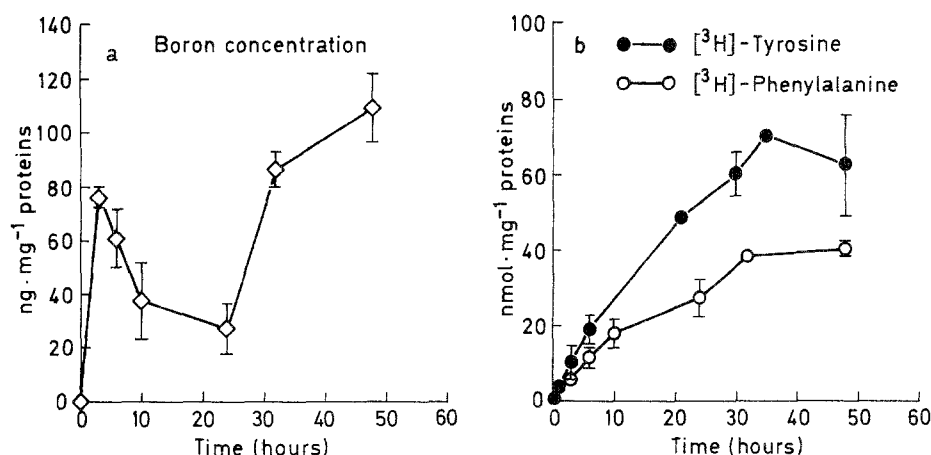 a Boron concentration
ng · mg⁻¹ proteins
140
120
100
80
60
40
20
0
0 10 20 30 40 50 60
Time (hours)
b [³H]-Tyrosine
[³H]-Phenylalanine
nmol · mg⁻¹ proteins
100
80
60
40
20
0
0 10 20 30 40 50 60
Time (hours)